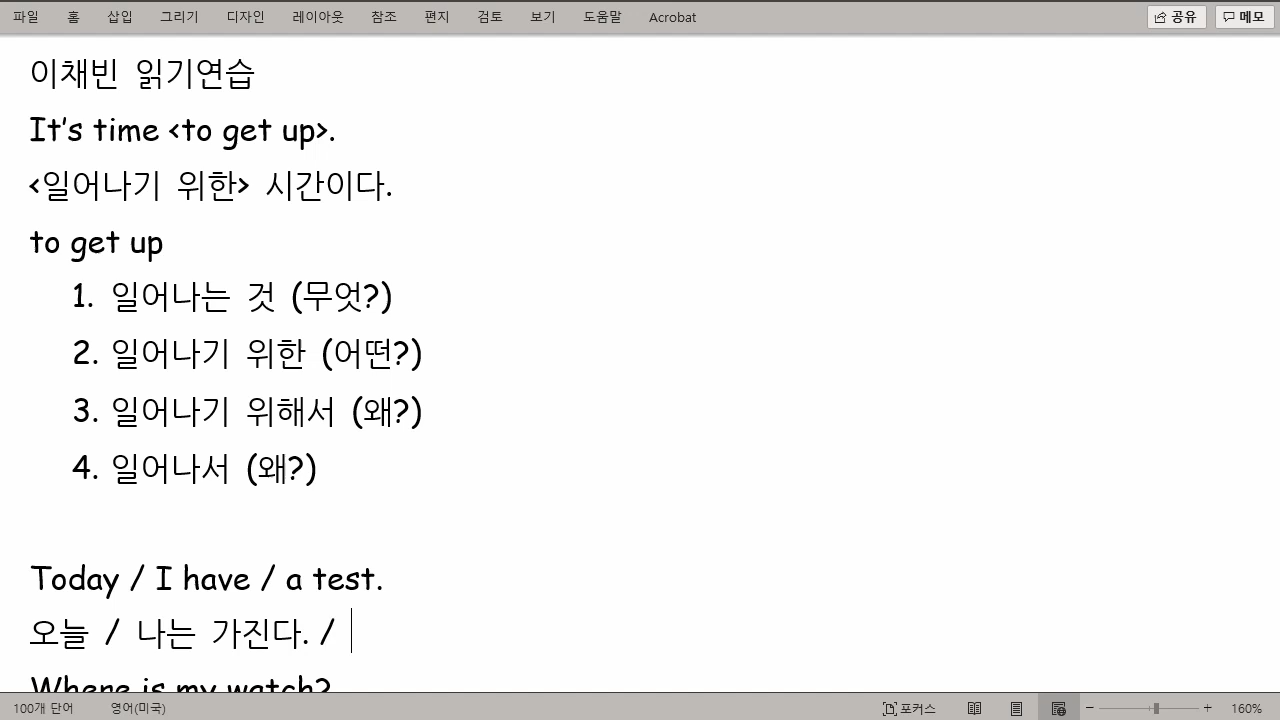 파일 홈 삽입 그리기 디자인 레이아웃 참조 편지 검토 보기 도움말 Acrobat 공유 메모
이채빈 읽기연습
It's time <to get up>.
<일어나기 위한> 시간이다.
to get up
1. 일어나는 것 (무엇?)
2. 일어나기 위한 (어떤?)
3. 일어나기 위해서 (왜?)
4. 일어나서 (왜?)
Today / I have / a test.
오늘 / 나는 가진다. /
Where is my watch?
100개 단어 영어(미국) 포커스 160%